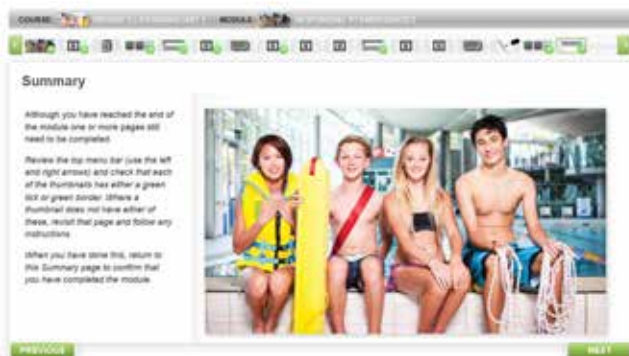 COURSE:
MODULE:
Summary
Although you have reached the end of
the module one or more pages still
need to be completed.
Review the top menu bar (use the left
and right arrows) and check that each
of the thumbnails has either a green
tick or green border. Where a
thumbnail does not have either of
these, revisit that page and follow any
instructions.
When you have done this, return to
this Summary page to confirm that
you have completed the module.
PREVIOUS
NEXT